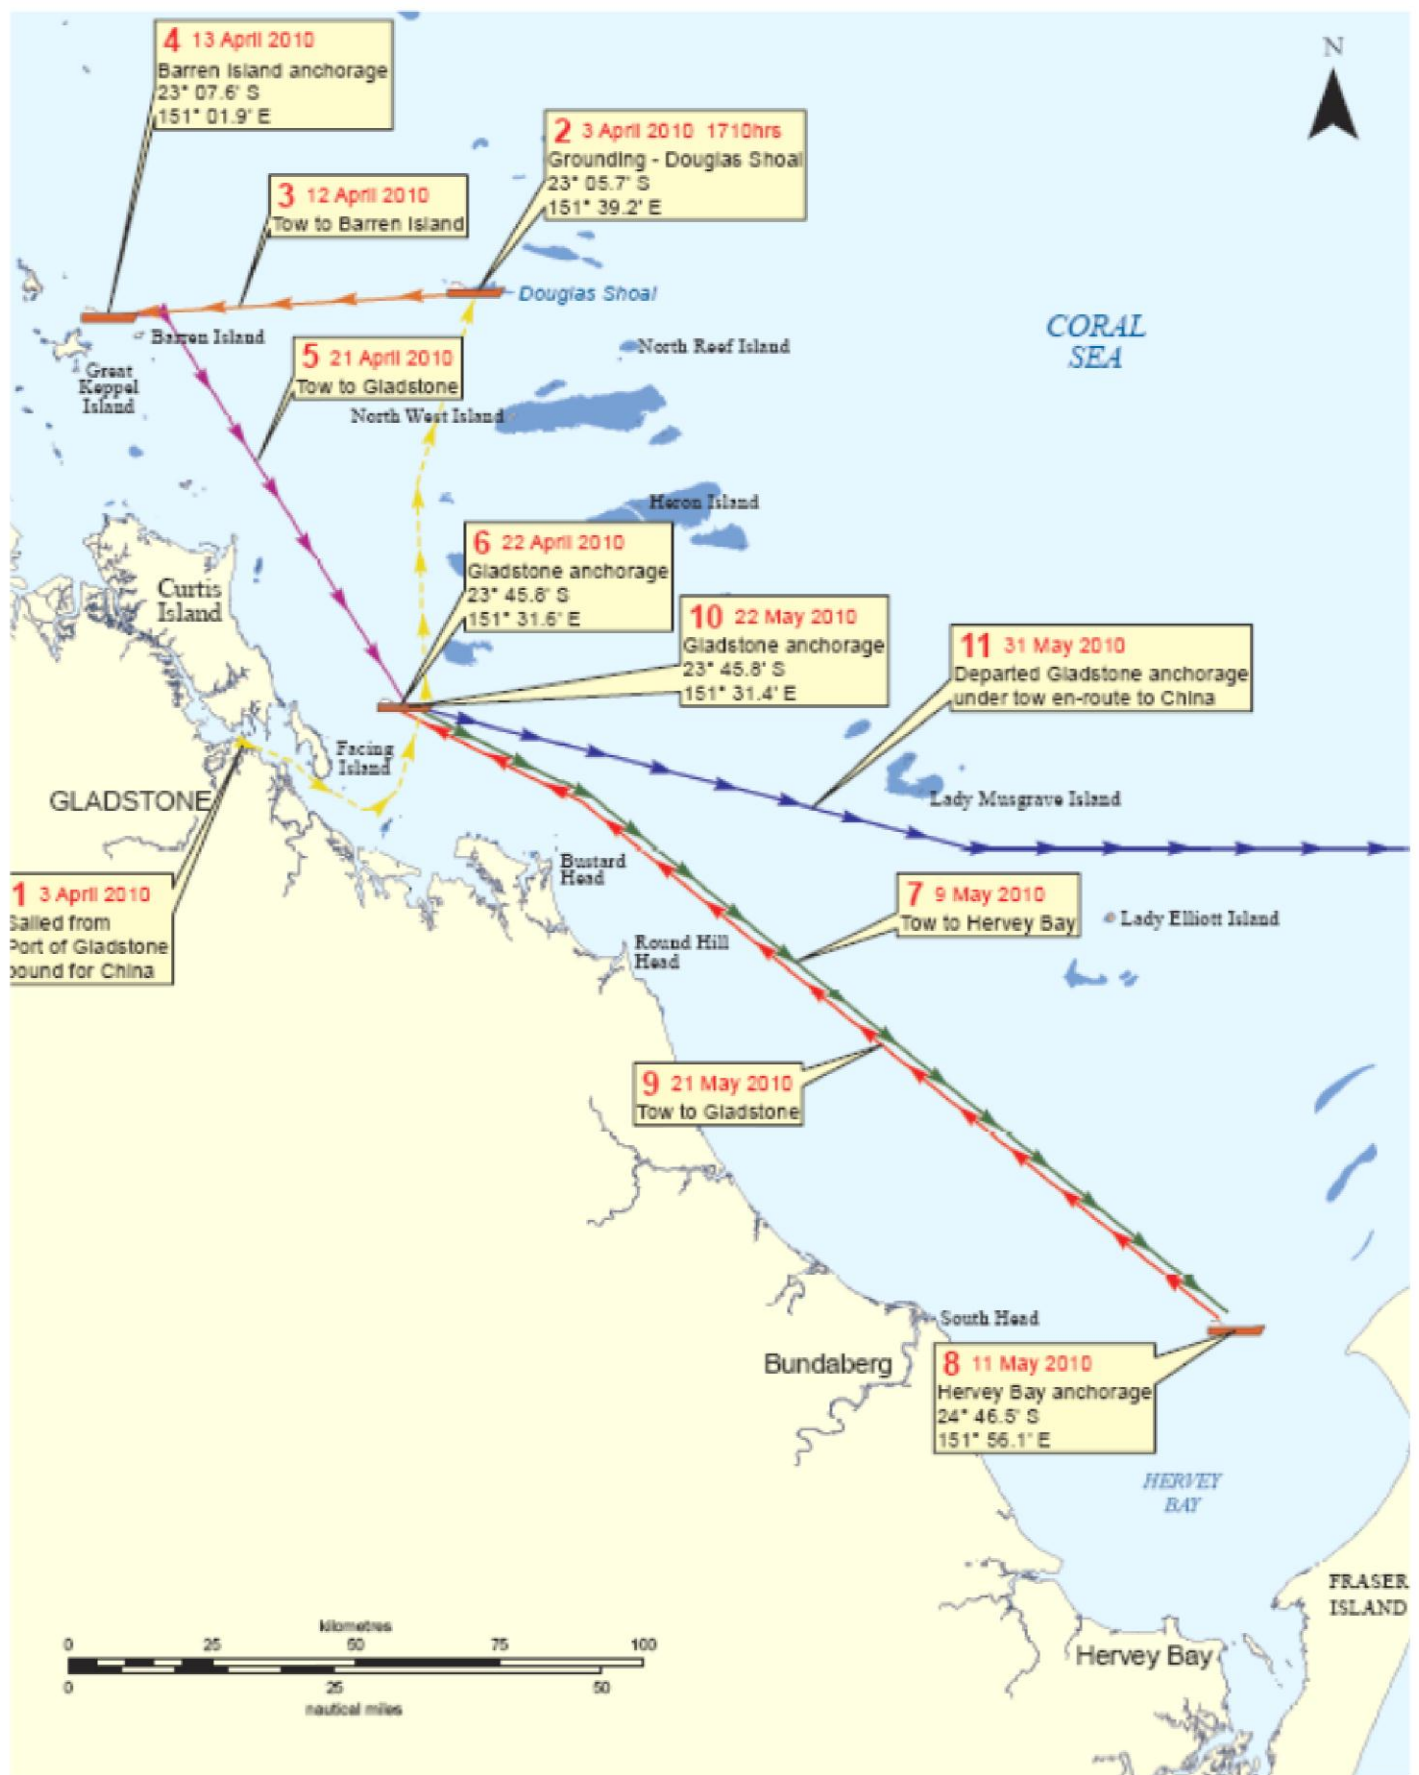 4 13 April 2010
Barren Island anchorage
23° 07.6' S
151° 01.9' E
N
2 3 April 2010 1710hrs
Grounding - Douglas Shoal
23° 05.7' S
151° 39.2' E
3 12 April 2010
Tow to Barren Island
Douglas Shoal
CORAL
SEA
Barren Island
Great
Keppel
Island
5 21 April 2010
Tow to Gladstone
North Reef Island
North West Island
Heron Island
6 22 April 2010
Gladstone anchorage
23° 45.8' S
151° 31.6' E
Curtis
Island
10 22 May 2010
Gladstone anchorage
23° 45.8' S
151° 31.4' E
11 31 May 2010
Departed Gladstone anchorage
under tow en-route to China
Facing
Island
GLADSTONE
Lady Musgrave Island
Bustard
Head
1 3 April 2010
Sailed from
Port of Gladstone
bound for China
7 9 May 2010
Tow to Hervey Bay
Lady Elliott Island
Round Hill
Head
9 21 May 2010
Tow to Gladstone
South Head
Bundaberg
8 11 May 2010
Hervey Bay anchorage
24° 46.5' S
151° 56.1' E
HERVEY
BAY
FRASER
ISLAND
Hervey Bay
kilometres
0 25 50 75 100
0 25 50
nautical miles